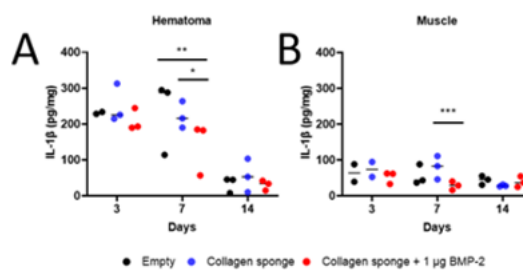 A
Hematoma
IL-1β (pg/mg)
400
300
200
100
0
**
*
3
7
14
Days
B
Muscle
IL-1β (pg/mg)
400
300
200
100
0
***
3
7
14
Days
Empty
Collagen sponge
Collagen sponge + 1 µg BMP-2